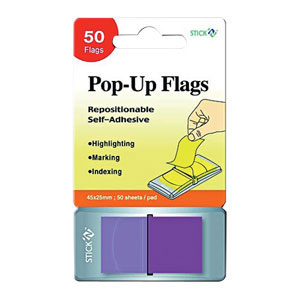 50
Flags
STICK N
Pop-Up Flags
Repositionable
Self-Adhesive
•Highlighting
•Marking
•Indexing
45x25mm | 50 sheets / pad
STICK N